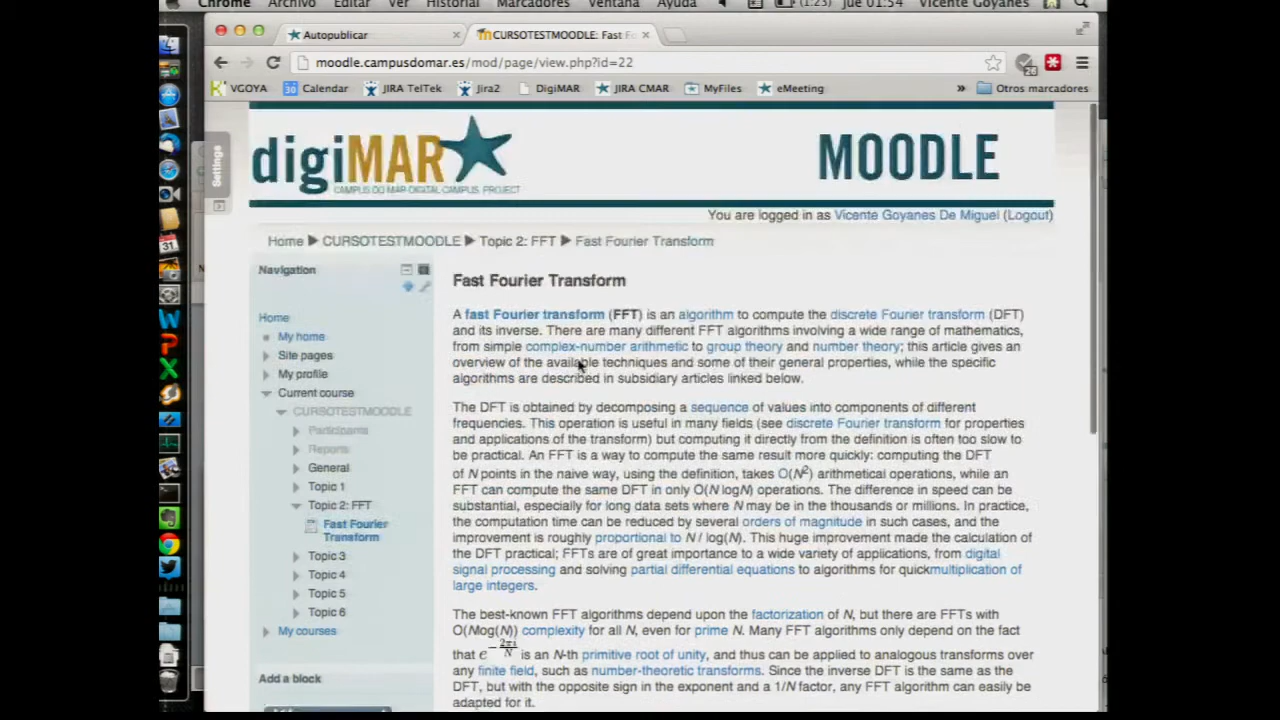 Chrome Archivo Editar Ver Historial Marcadores Ventana Ayuda (1:23) jue 01:54 Vicente Goyanes
Autopublicar
CURSOTESTMOODLE: Fast F
moodle.campusdomar.es/mod/page/view.php?id=22
VGOYA
Calendar
JIRA TelTek
Jira2
DigiMAR
JIRA CMAR
MyFiles
eMeeting
»
Otros marcadores
Settings
digiMAR
CAMPUS DO MAR DIGITAL CAMPUS PROJECT
MOODLE
You are logged in as Vicente Goyanes De Miguel (Logout)
Home ▶ CURSOTESTMOODLE ▶ Topic 2: FFT ▶ Fast Fourier Transform
Navigation
Home
My home
Site pages
My profile
Current course
CURSOTESTMOODLE
Participants
Reports
General
Topic 1
Topic 2: FFT
Fast Fourier
Transform
Topic 3
Topic 4
Topic 5
Topic 6
My courses
Add a block
Fast Fourier Transform
A fast Fourier transform (FFT) is an algorithm to compute the discrete Fourier transform (DFT)
and its inverse. There are many different FFT algorithms involving a wide range of mathematics,
from simple complex-number arithmetic to group theory and number theory; this article gives an
overview of the available techniques and some of their general properties, while the specific
algorithms are described in subsidiary articles linked below.
The DFT is obtained by decomposing a sequence of values into components of different
frequencies. This operation is useful in many fields (see discrete Fourier transform for properties
and applications of the transform) but computing it directly from the definition is often too slow to
be practical. An FFT is a way to compute the same result more quickly: computing the DFT
of N points in the naive way, using the definition, takes O(N²) arithmetical operations, while an
FFT can compute the same DFT in only O(N logN) operations. The difference in speed can be
substantial, especially for long data sets where N may be in the thousands or millions. In practice,
the computation time can be reduced by several orders of magnitude in such cases, and the
improvement is roughly proportional to N / log(N). This huge improvement made the calculation of
the DFT practical; FFTs are of great importance to a wide variety of applications, from digital
signal processing and solving partial differential equations to algorithms for quickmultiplication of
large integers.
The best-known FFT algorithms depend upon the factorization of N, but there are FFTs with
O(Nlog(N)) complexity for all N, even for prime N. Many FFT algorithms only depend on the fact
that e^{-2πi/N} is an N-th primitive root of unity, and thus can be applied to analogous transforms over
any finite field, such as number-theoretic transforms. Since the inverse DFT is the same as the
DFT, but with the opposite sign in the exponent and a 1/N factor, any FFT algorithm can easily be
adapted for it.